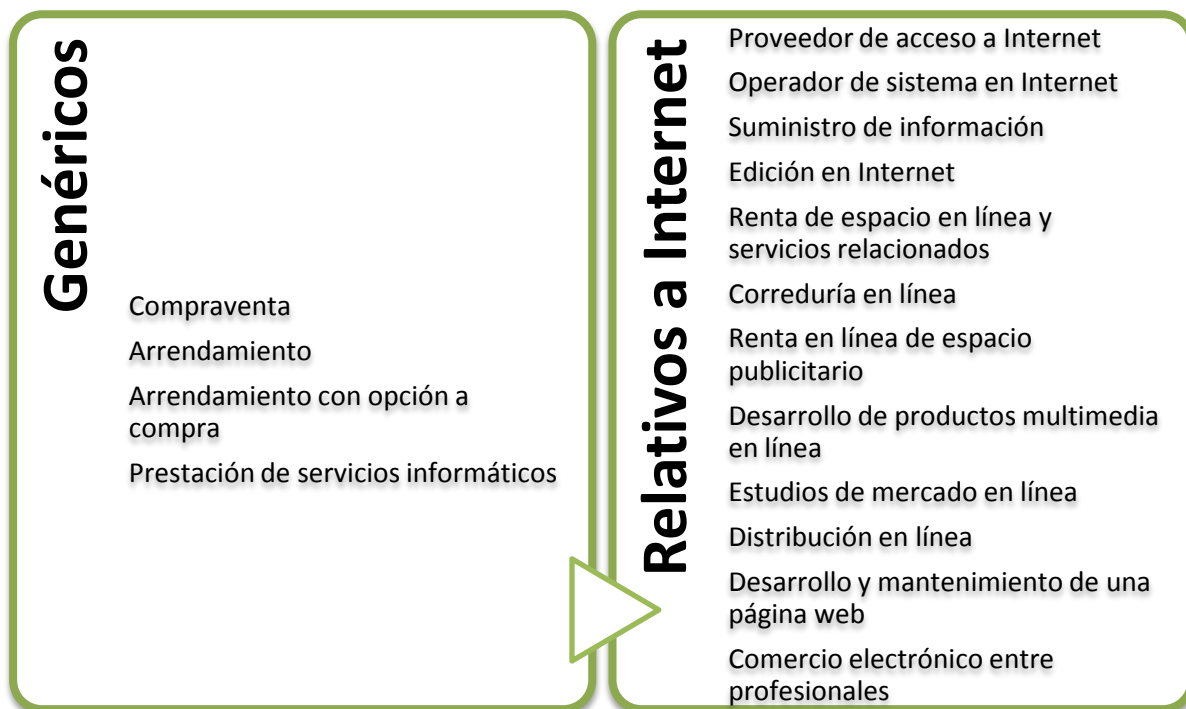 Genéricos
Compraventa
Arrendamiento
Arrendamiento con opción a
compra
Prestación de servicios informáticos
Relativos a Internet
Proveedor de acceso a Internet
Operador de sistema en Internet
Suministro de información
Edición en Internet
Renta de espacio en línea y
servicios relacionados
Correduría en línea
Renta en línea de espacio
publicitario
Desarrollo de productos multimedia
en línea
Estudios de mercado en línea
Distribución en línea
Desarrollo y mantenimiento de una
página web
Comercio electrónico entre
profesionales